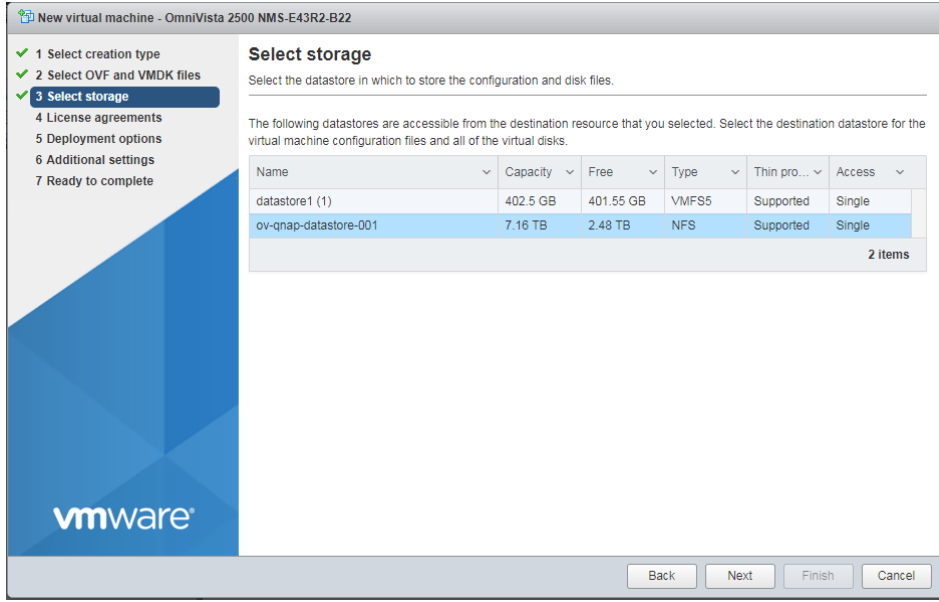 New virtual machine - OmniVista 2500 NMS-E43R2-B22
1 Select creation type
2 Select OVF and VMDK files
3 Select storage
4 License agreements
5 Deployment options
6 Additional settings
7 Ready to complete
vmware®
Select storage
Select the datastore in which to store the configuration and disk files.
The following datastores are accessible from the destination resource that you selected. Select the destination datastore for the
virtual machine configuration files and all of the virtual disks.
Name Capacity Free Type Thin pro... Access
datastore1 (1) 402.5 GB 401.55 GB VMFS5 Supported Single
ov-qnap-datastore-001 7.16 TB 2.48 TB NFS Supported Single
2 items
Back Next Finish Cancel